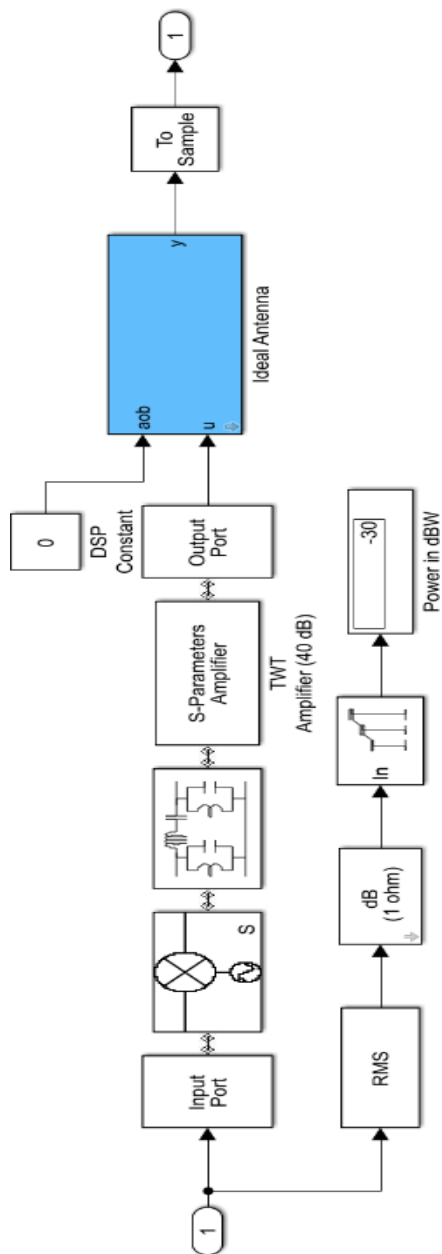 1
Input
Port
S
S-Parameters
Amplifier
TWT
Amplifier (40 dB)
Output
Port
0
DSP
Constant
aob
u
y
Ideal Antenna
To
Sample
1
RMS
dB
(1 ohm)
In
-30
Power in dBW